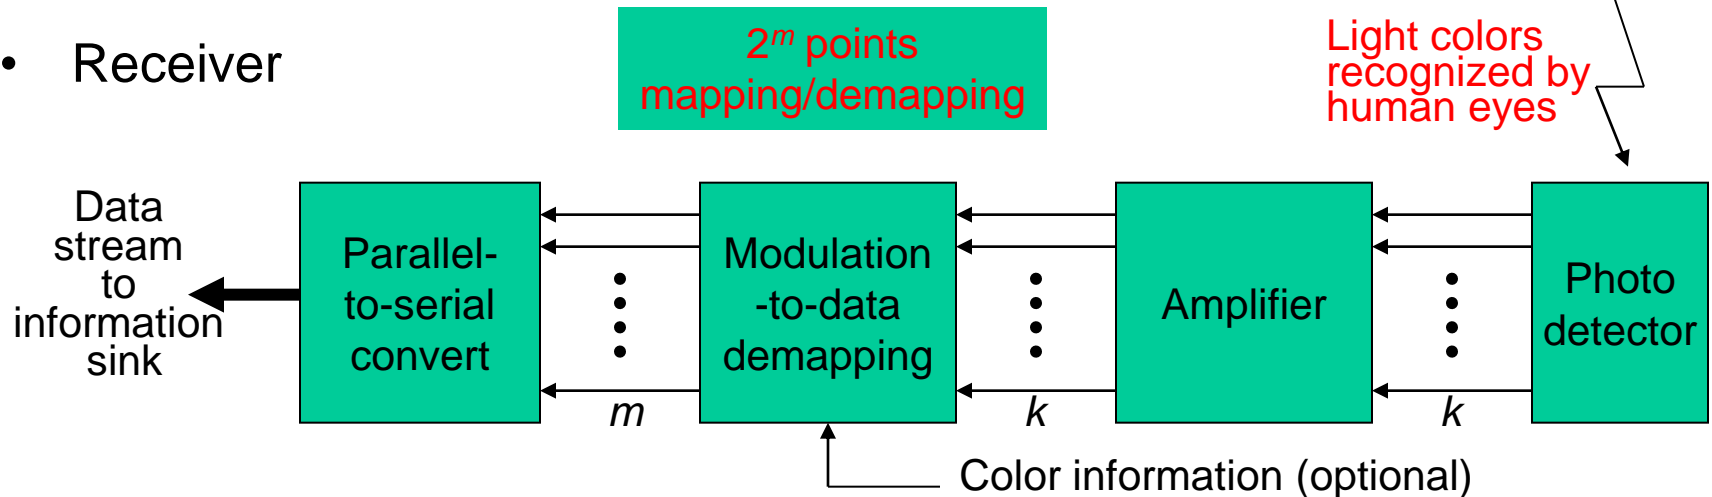 • Receiver
2^m points
mapping/demapping
Light colors
recognized by
human eyes
Data
stream
to
information
sink
Parallel-
to-serial
convert
m
Modulation
-to-data
demapping
k
Amplifier
k
Photo
detector
Color information (optional)